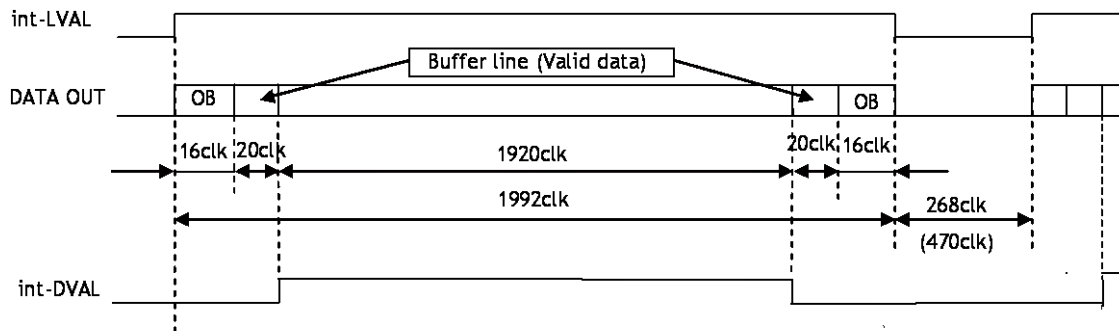 int-LVAL
Buffer line (Valid data)
DATA OUT
OB
OB
16clk
20clk
1920clk
20clk
16clk
1992clk
268clk
(470clk)
int-DVAL